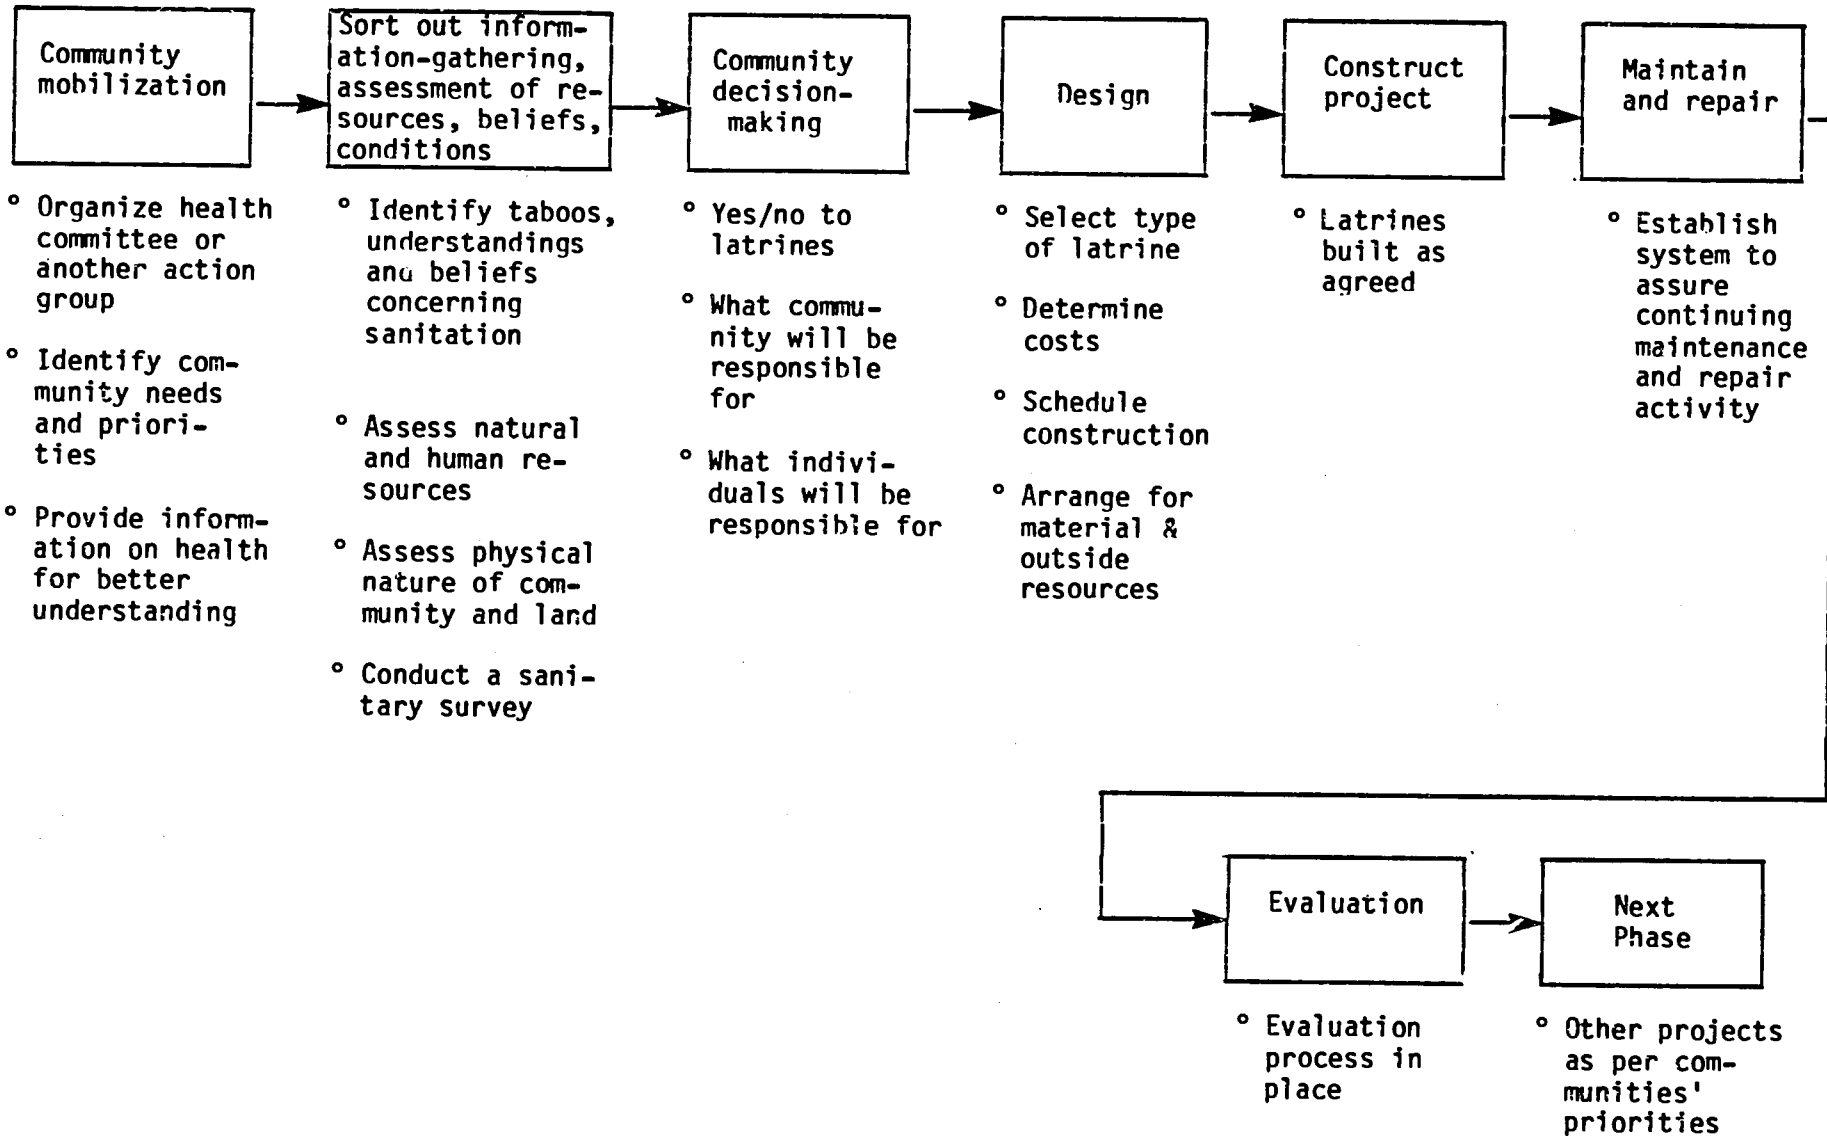 Community
mobilization
Sort out inform-
ation-gathering,
assessment of re-
sources, beliefs,
conditions
Community
decision-
making
Design
Construct
project
Maintain
and repair
° Organize health
committee or
another action
group
° Identify com-
munity needs
and priori-
ties
° Provide inform-
ation on health
for better
understanding
° Identify taboos,
understandings
and beliefs
concerning
sanitation
° Assess natural
and human re-
sources
° Assess physical
nature of com-
munity and land
° Conduct a sani-
tary survey
° Yes/no to
latrines
° What commu-
nity will be
responsible
for
° What indivi-
duals will be
responsible for
° Select type
of latrine
° Determine
costs
° Schedule
construction
° Arrange for
material &
outside
resources
° Latrines
built as
agreed
° Establish
system to
assure
continuing
maintenance
and repair
activity
Evaluation
Next
Phase
° Evaluation
process in
place
° Other projects
as per com-
munities'
priorities